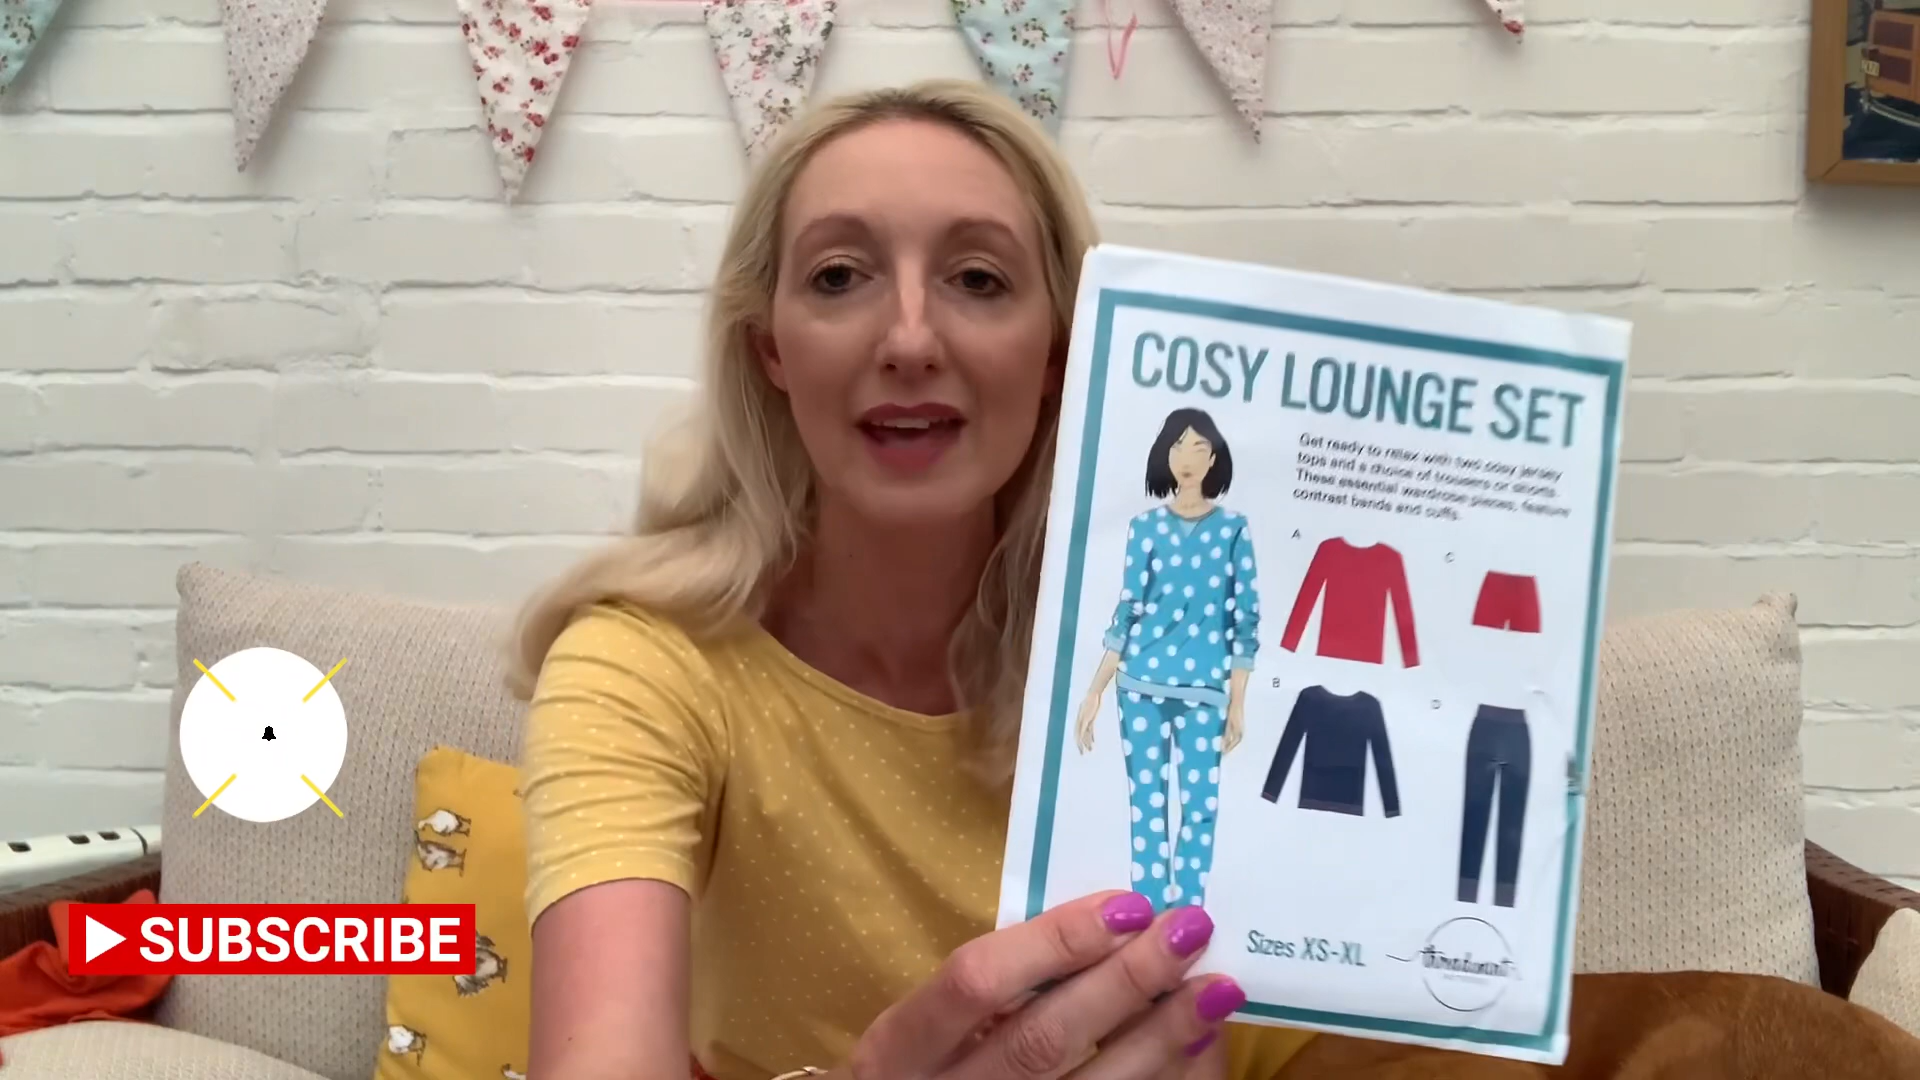 COSY LOUNGE SET
Get ready to relax with two cosy jersey
tops and a choice of trousers or shorts.
These essential wardrobe pieces, feature
contrast bands and cuffs.
A
C
B
D
Sizes XS-XL
SUBSCRIBE